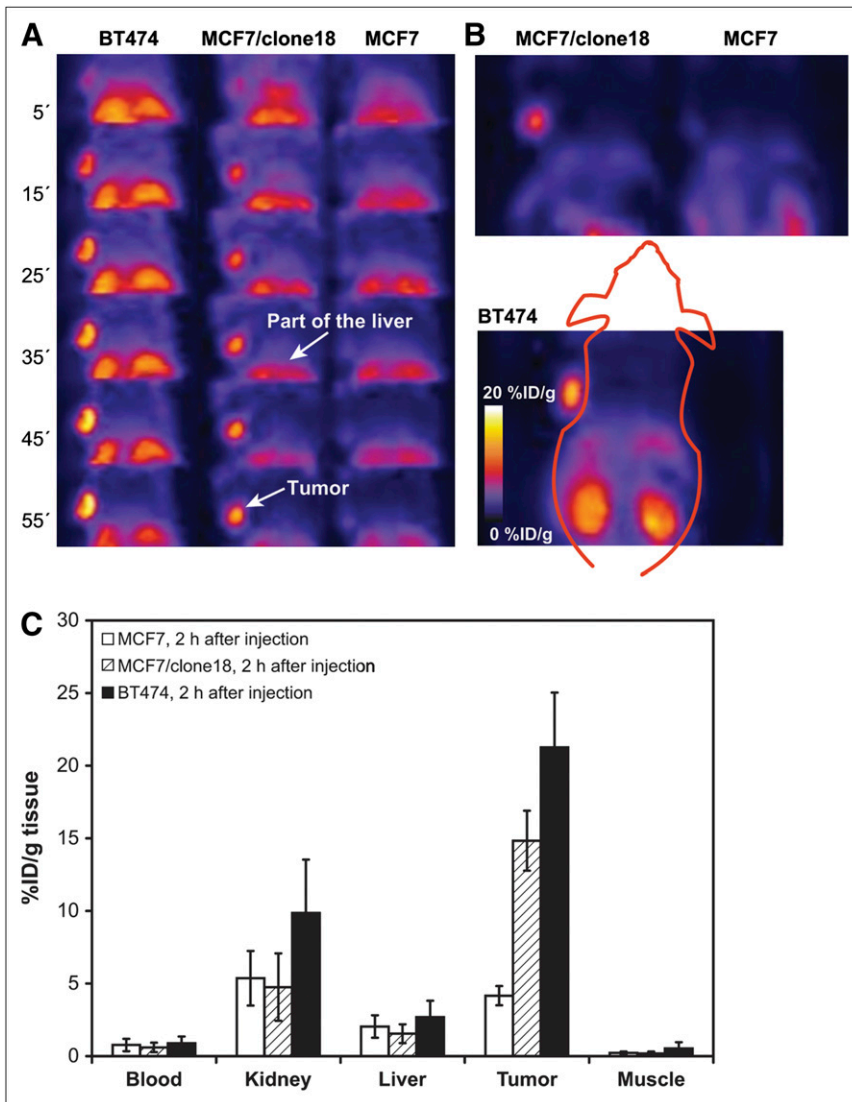 A
BT474 MCF7/clone18 MCF7
5´
15´
25´
35´
45´
55´
Part of the liver
Tumor
B
MCF7/clone18 MCF7
BT474
20 %ID/g
0 %ID/g
C
%ID/g tissue
30
25
20
15
10
5
0
MCF7, 2 h after injection
MCF7/clone18, 2 h after injection
BT474, 2 h after injection
Blood Kidney Liver Tumor Muscle